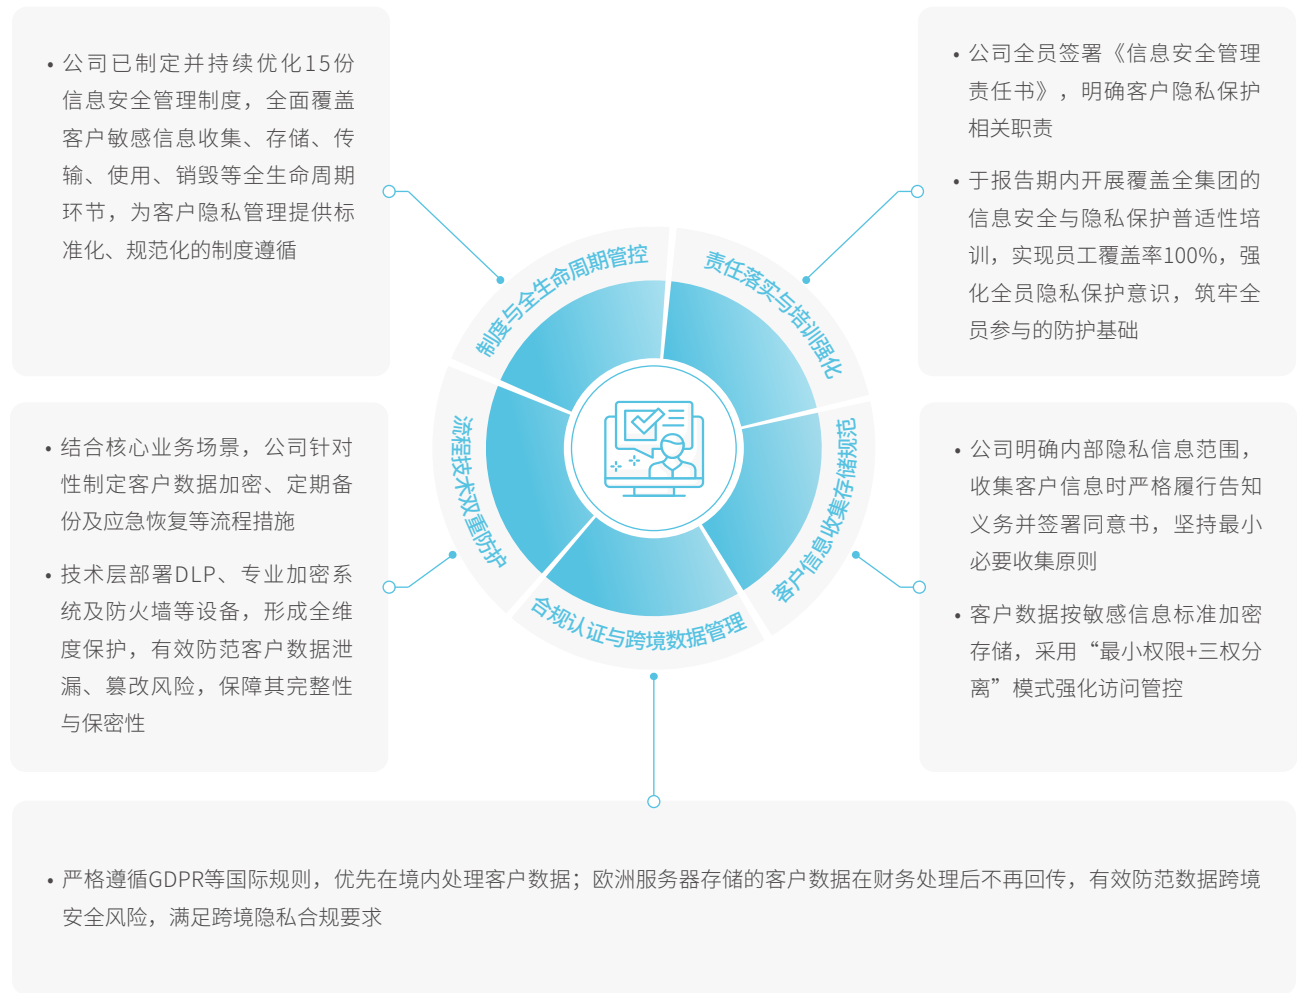 • 公司已制定并持续优化15份
信息安全管理制度，全面覆盖
客户敏感信息收集、存储、传
输、使用、销毁等全生命周期
环节，为客户隐私管理提供标
准化、规范化的制度遵循
• 公司全员签署《信息安全管理
责任书》，明确客户隐私保护
相关职责
• 于报告期内开展覆盖全集团的
信息安全与隐私保护普适性培
训，实现员工覆盖率100%，强
化全员隐私保护意识，筑牢全
员参与的防护基础
制度与全生命周期管控
责任落实与培训强化
流程技术双重防护
客户信息收集存储规范
合规认证与跨境数据管理
• 结合核心业务场景，公司针对
性制定客户数据加密、定期备
份及应急恢复等流程措施
• 技术层部署DLP、专业加密系
统及防火墙等设备，形成全维
度保护，有效防范客户数据泄
漏、篡改风险，保障其完整性
与保密性
• 公司明确内部隐私信息范围，
收集客户信息时严格履行告知
义务并签署同意书，坚持最小
必要收集原则
• 客户数据按敏感信息标准加密
存储，采用“最小权限+三权分
离”模式强化访问管控
• 严格遵循GDPR等国际规则，优先在境内处理客户数据；欧洲服务器存储的客户数据在财务处理后不再回传，有效防范数据跨境
安全风险，满足跨境隐私合规要求